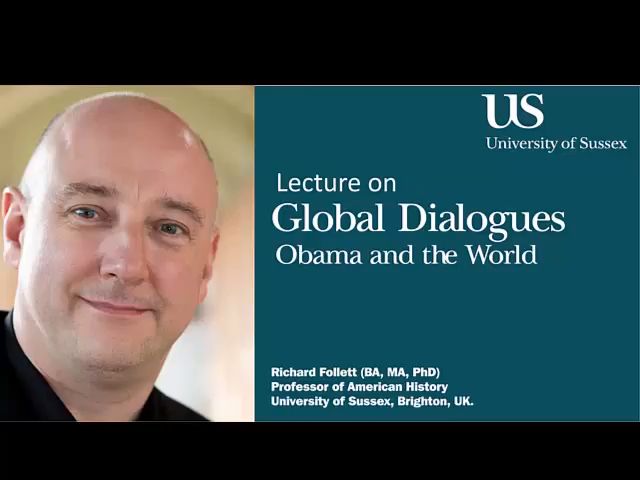 US
University of Sussex
Lecture on
Global Dialogues
Obama and the World
Richard Follett (BA, MA, PhD)
Professor of American History
University of Sussex, Brighton, UK.